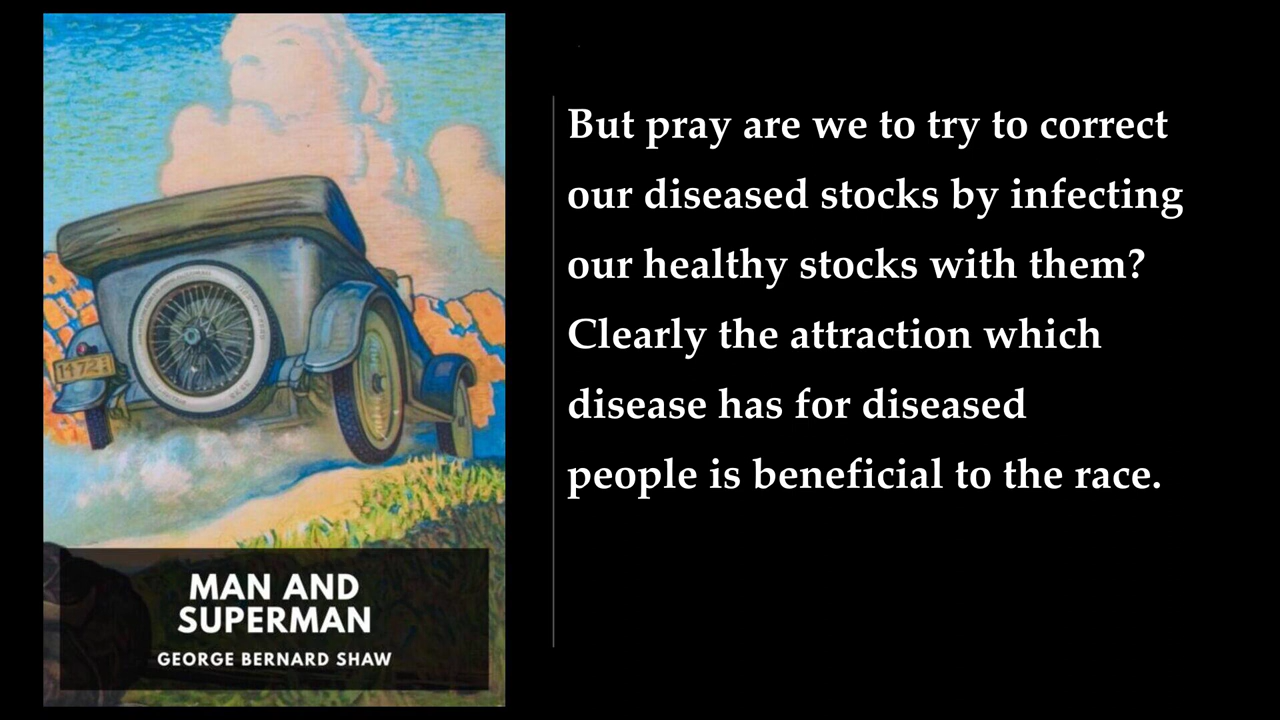 But pray are we to try to correct
our diseased stocks by infecting
our healthy stocks with them?
Clearly the attraction which
disease has for diseased
people is beneficial to the race.
1472
MAN AND
SUPERMAN
GEORGE BERNARD SHAW